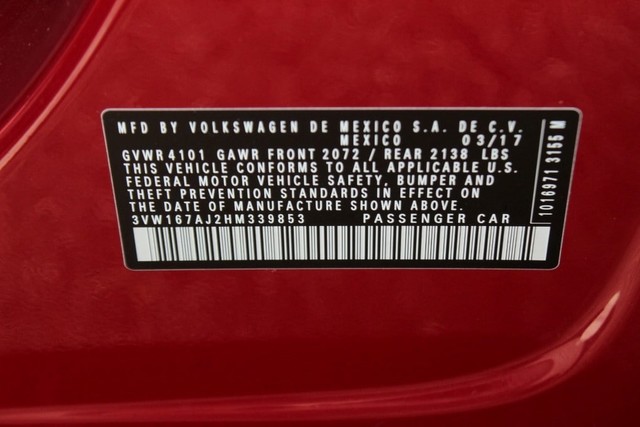 MFD BY VOLKSWAGEN DE MEXICO S.A. DE C.V.
MEXICO 03/17
GVWR 4101 GAWR FRONT 2072 / REAR 2138 LBS
THIS VEHICLE CONFORMS TO ALL APPLICABLE U.S.
FEDERAL MOTOR VEHICLE SAFETY, BUMPER AND
THEFT PREVENTION STANDARDS IN EFFECT ON
THE DATE OF MANUFACTURE SHOWN ABOVE.
3VW167AJ2HM339853 PASSENGER CAR
1016971 3155 M